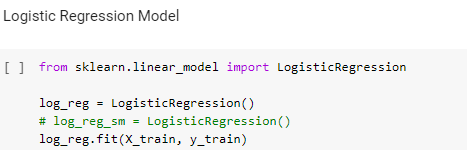 Logistic Regression Model
[ ] from sklearn.linear_model import LogisticRegression
log_reg = LogisticRegression()
# log_reg_sm = LogisticRegression()
log_reg.fit(X_train, y_train)